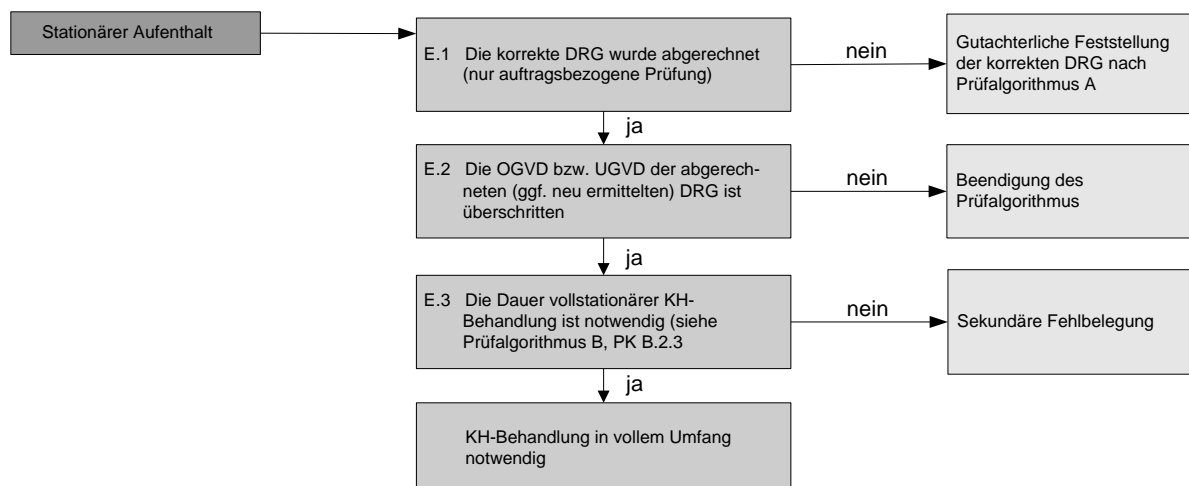 Stationärer Aufenthalt
E.1 Die korrekte DRG wurde abgerechnet
(nur auftragsbezogene Prüfung)
nein
Gutachterliche Feststellung
der korrekten DRG nach
Prüfalgorithmus A
ja
E.2 Die OGVD bzw. UGVD der abgerech-
neten (ggf. neu ermittelten) DRG ist
überschritten
nein
Beendigung des
Prüfalgorithmus
ja
E.3 Die Dauer vollstationärer KH-
Behandlung ist notwendig (siehe
Prüfalgorithmus B, PK B.2.3
nein
Sekundäre Fehlbelegung
ja
KH-Behandlung in vollem Umfang
notwendig